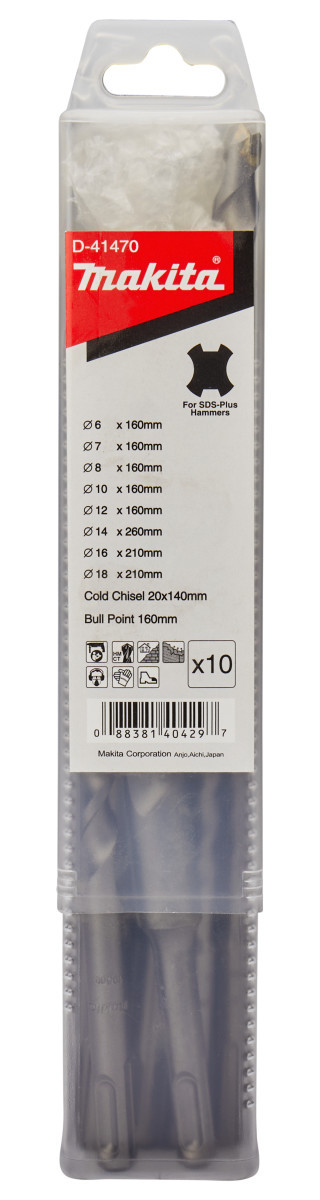 D-41470
makita®
For SDS-Plus
Hammers
Ø 6 x 160mm
Ø 7 x 160mm
Ø 8 x 160mm
Ø 10 x 160mm
Ø 12 x 160mm
Ø 14 x 260mm
Ø 16 x 210mm
Ø 18 x 210mm
Cold Chisel 20x140mm
Bull Point 160mm
HM
CT
x10
0 88381 40429 7
Makita Corporation Anjo,Aichi,Japan